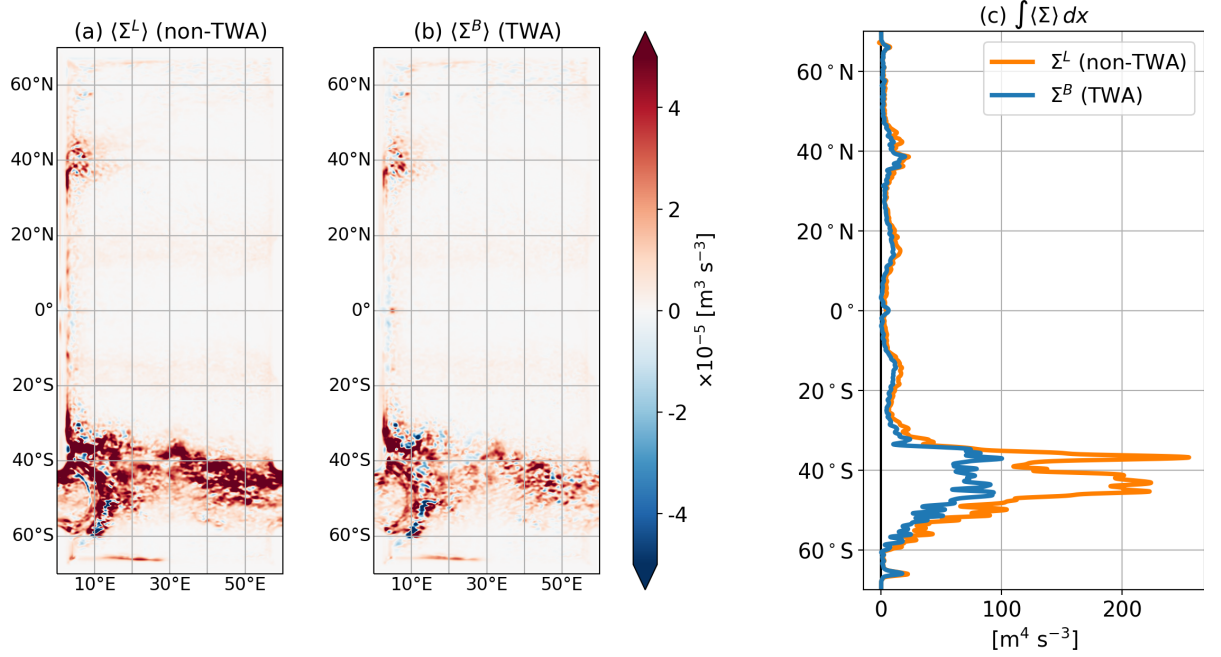 (a) ⟨Σ^L⟩ (non-TWA)
(b) ⟨Σ^B⟩ (TWA)
(c) ∫⟨Σ⟩ dx
60°N
40°N
20°N
0°
20°S
40°S
60°S
10°E
30°E
50°E
60°N
40°N
20°N
0°
20°S
40°S
60°S
10°E
30°E
50°E
4
2
0
-2
-4
×10^-5 [m^3 s^-3]
Σ^L (non-TWA)
Σ^B (TWA)
60°N
40°N
20°N
0°
20°S
40°S
60°S
0
100
200
[m^4 s^-3]